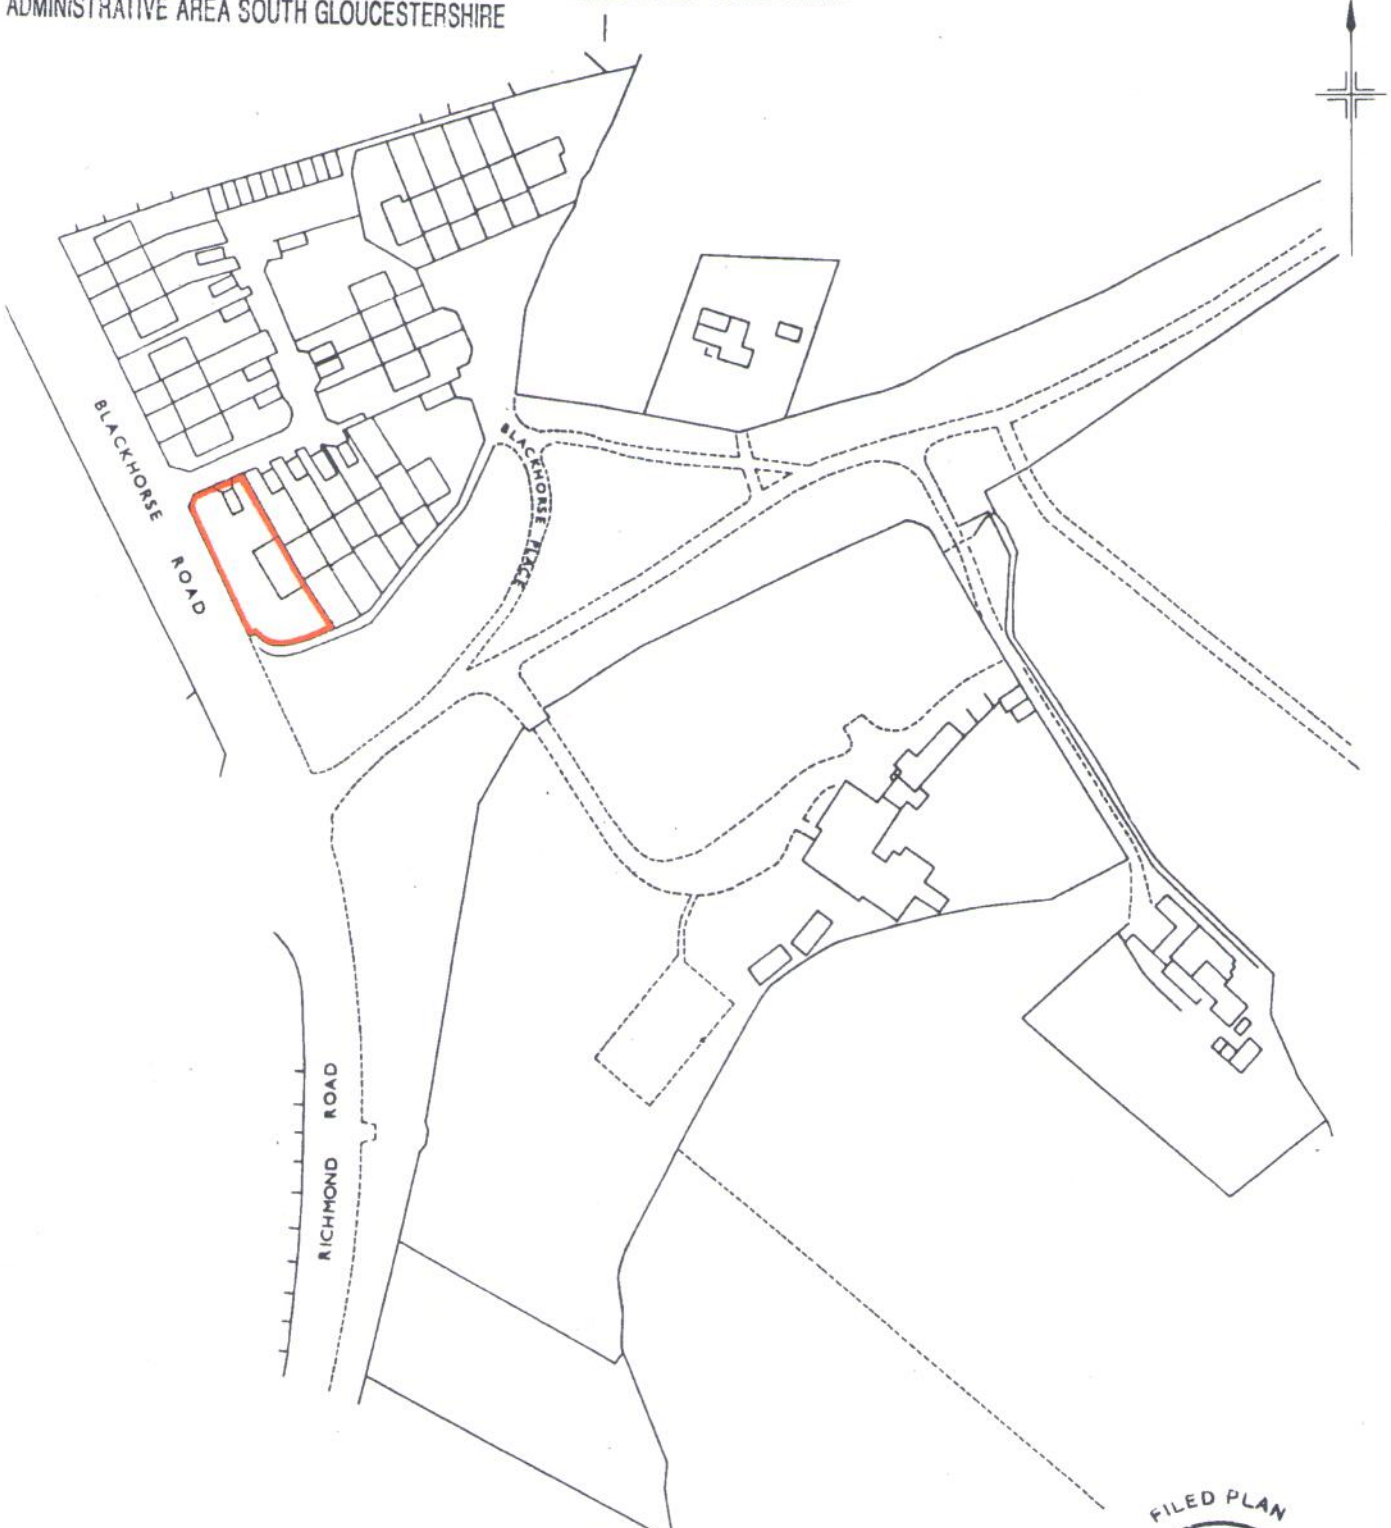 ADMINISTRATIVE AREA SOUTH GLOUCESTERSHIRE
BLACKHORSE ROAD
BLACKHORSE PLACE
RICHMOND ROAD
FILED PLAN